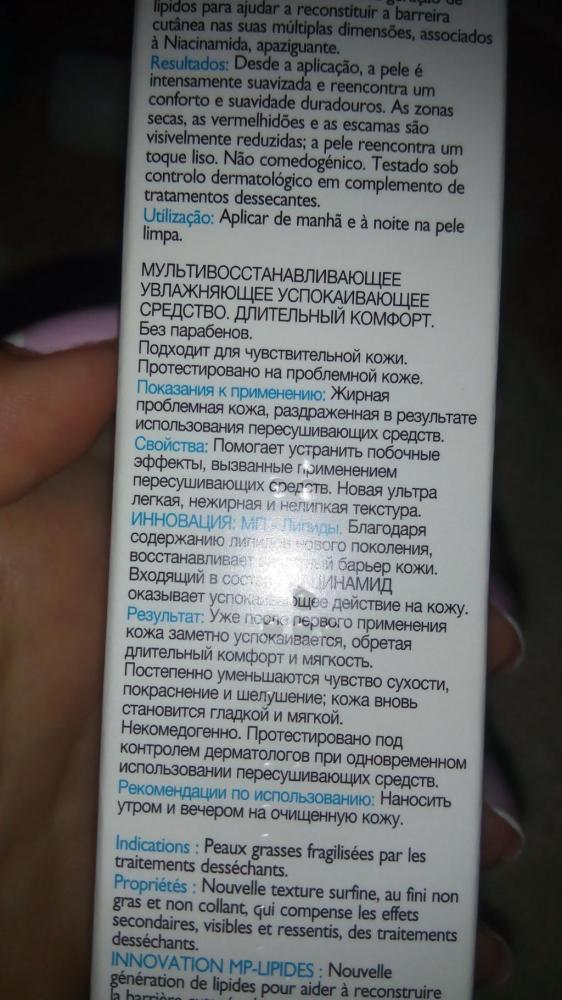 lípidos para ajudar a reconstituir a barreira
cutânea nas suas múltiplas dimensões, associados
à Niacinamida, apaziguante.
Resultados: Desde a aplicação, a pele é
intensamente suavizada e reencontra um
conforto e suavidade duradouros. As zonas
secas, as vermelhidões e as escamas são
visivelmente reduzidas; a pele reencontra um
toque liso. Não comedogénico. Testado sob
controlo dermatológico em complemento de
tratamentos dessecantes.
Utilização: Aplicar de manhã e à noite na pele
limpa.
МУЛЬТИВОССТАНАВЛИВАЮЩЕЕ
УВЛАЖНЯЮЩЕЕ УСПОКАИВАЮЩЕЕ
СРЕДСТВО. ДЛИТЕЛЬНЫЙ КОМФОРТ.
Без парабенов.
Подходит для чувствительной кожи.
Протестировано на проблемной коже.
Показания к применению: Жирная
проблемная кожа, раздраженная в результате
использования пересушивающих средств.
Свойства: Помогает устранить побочные
эффекты, вызванные применением
пересушивающих средств. Новая ультра
легкая, нежирная и нелипкая текстура.
ИННОВАЦИЯ: МП - Липиды. Благодаря
содержанию липидов нового поколения,
восстанавливает барьер кожи.
Входящий в состав
оказывает успокаивающее действие на кожу.
Результат: Уже после первого применения
кожа заметно успокаивается, обретая
длительный комфорт и мягкость.
Постепенно уменьшаются чувство сухости,
покраснение и шелушение; кожа вновь
становится гладкой и мягкой.
Некомедогенно. Протестировано под
контролем дерматологов при одновременном
использовании пересушивающих средств.
Рекомендации по использованию: Наносить
утром и вечером на очищенную кожу.
Indications : Peaux grasses fragilisées par les
traitements desséchants.
Propriétés : Nouvelle texture surfine, au fini non
gras et non collant, qui compense les effets
secondaires, visibles et ressentis, des traitements
desséchants.
INNOVATION MP-LIPIDES : Nouvelle
génération de lipides pour aider à reconstruire
la barrière